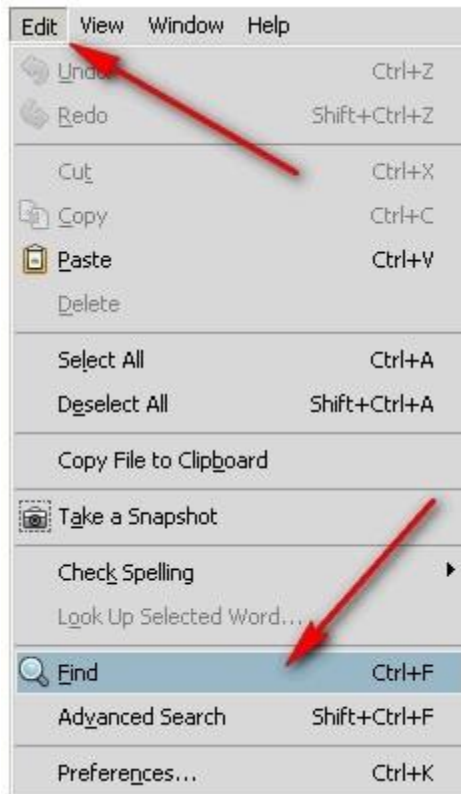 Edit View Window Help
Undo Ctrl+Z
Redo Shift+Ctrl+Z
Cut Ctrl+X
Copy Ctrl+C
Paste Ctrl+V
Delete
Select All Ctrl+A
Deselect All Shift+Ctrl+A
Copy File to Clipboard
Take a Snapshot
Check Spelling
Look Up Selected Word...
Find Ctrl+F
Advanced Search Shift+Ctrl+F
Preferences... Ctrl+K